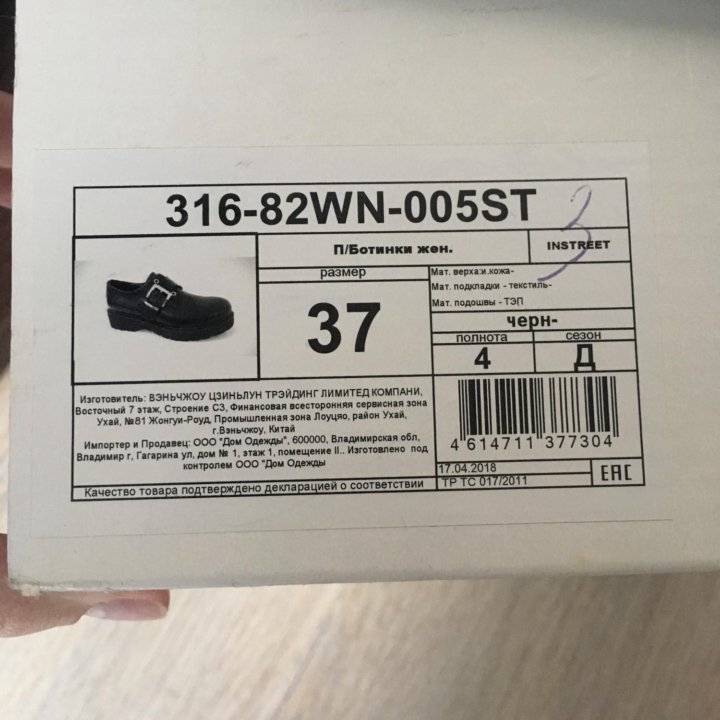 316-82WN-005ST
3
П/Ботинки жен.
INSTREET
размер
37
Мат. верха:и.кожа-
Мат. подкладки - текстиль-
Мат. подошвы - ТЭП
черн-
полнота
сезон
4
Д
Изготовитель: ВЭНЬЧЖОУ ЦЗИНЬЛУН ТРЭЙДИНГ ЛИМИТЕД КОМПАНИ,
Восточный 7 этаж, Строение С3, Финансовая всесторонняя сервисная зона
Ухай, №81 Жонгуи-Роуд, Промышленная зона Лоуцяо, район Ухай,
г.Вэньчжоу, Китай
Импортер и Продавец: ООО "Дом Одежды", 600000, Владимирская обл,
Владимир г, Гагарина ул, дом № 1, этаж 1, помещение II.. Изготовлено под
контролем ООО "Дом Одежды
4 614711 377304
17.04.2018
ТР ТС 017/2011
ЕАС
Качество товара подтверждено декларацией о соответствии